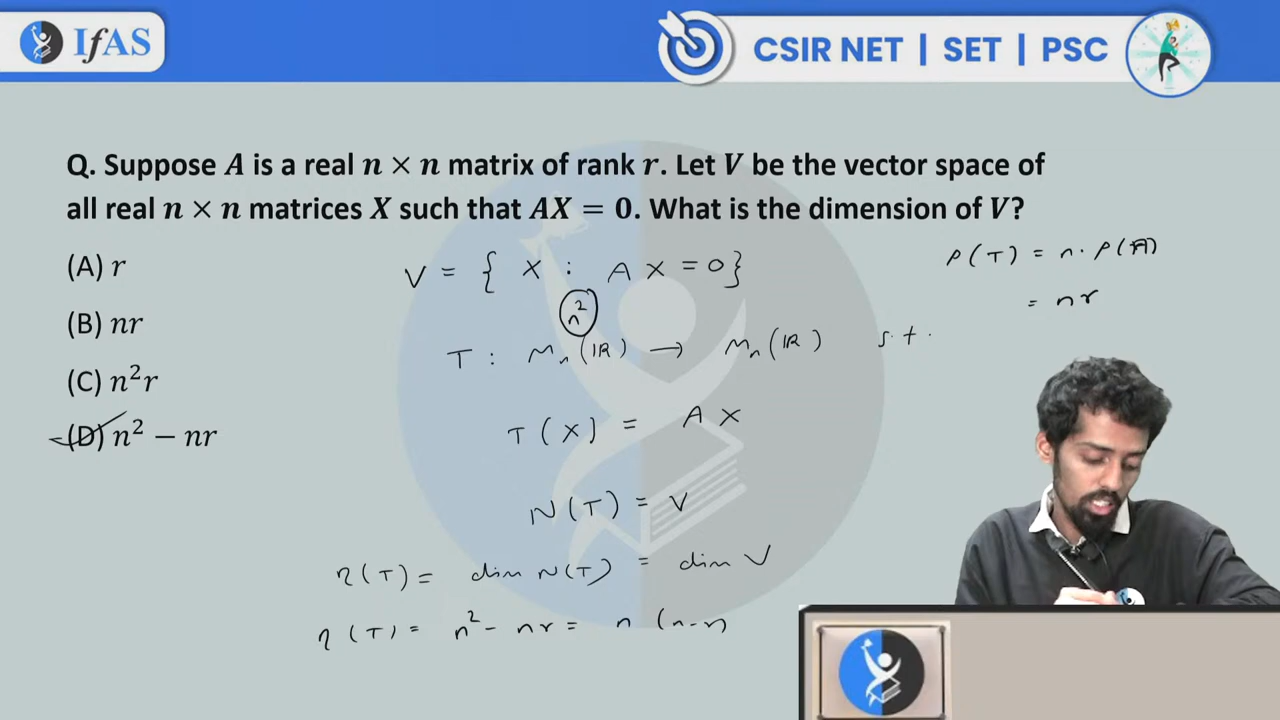 IfAS
CSIR NET | SET | PSC
Q. Suppose A is a real n × n matrix of rank r. Let V be the vector space of
all real n × n matrices X such that AX = 0. What is the dimension of V?
(A) r
(B) nr
(C) n²r
(D) n² − nr
V = { X : A X = 0}
n²
T : Mₙ(IR) → Mₙ(IR) s.t.
T(X) = A X
N(T) = V
η(T) = dim N(T) = dim V
η(T) = n² - nr = n (n-r)
ρ(T) = n. ρ(A)
= nr